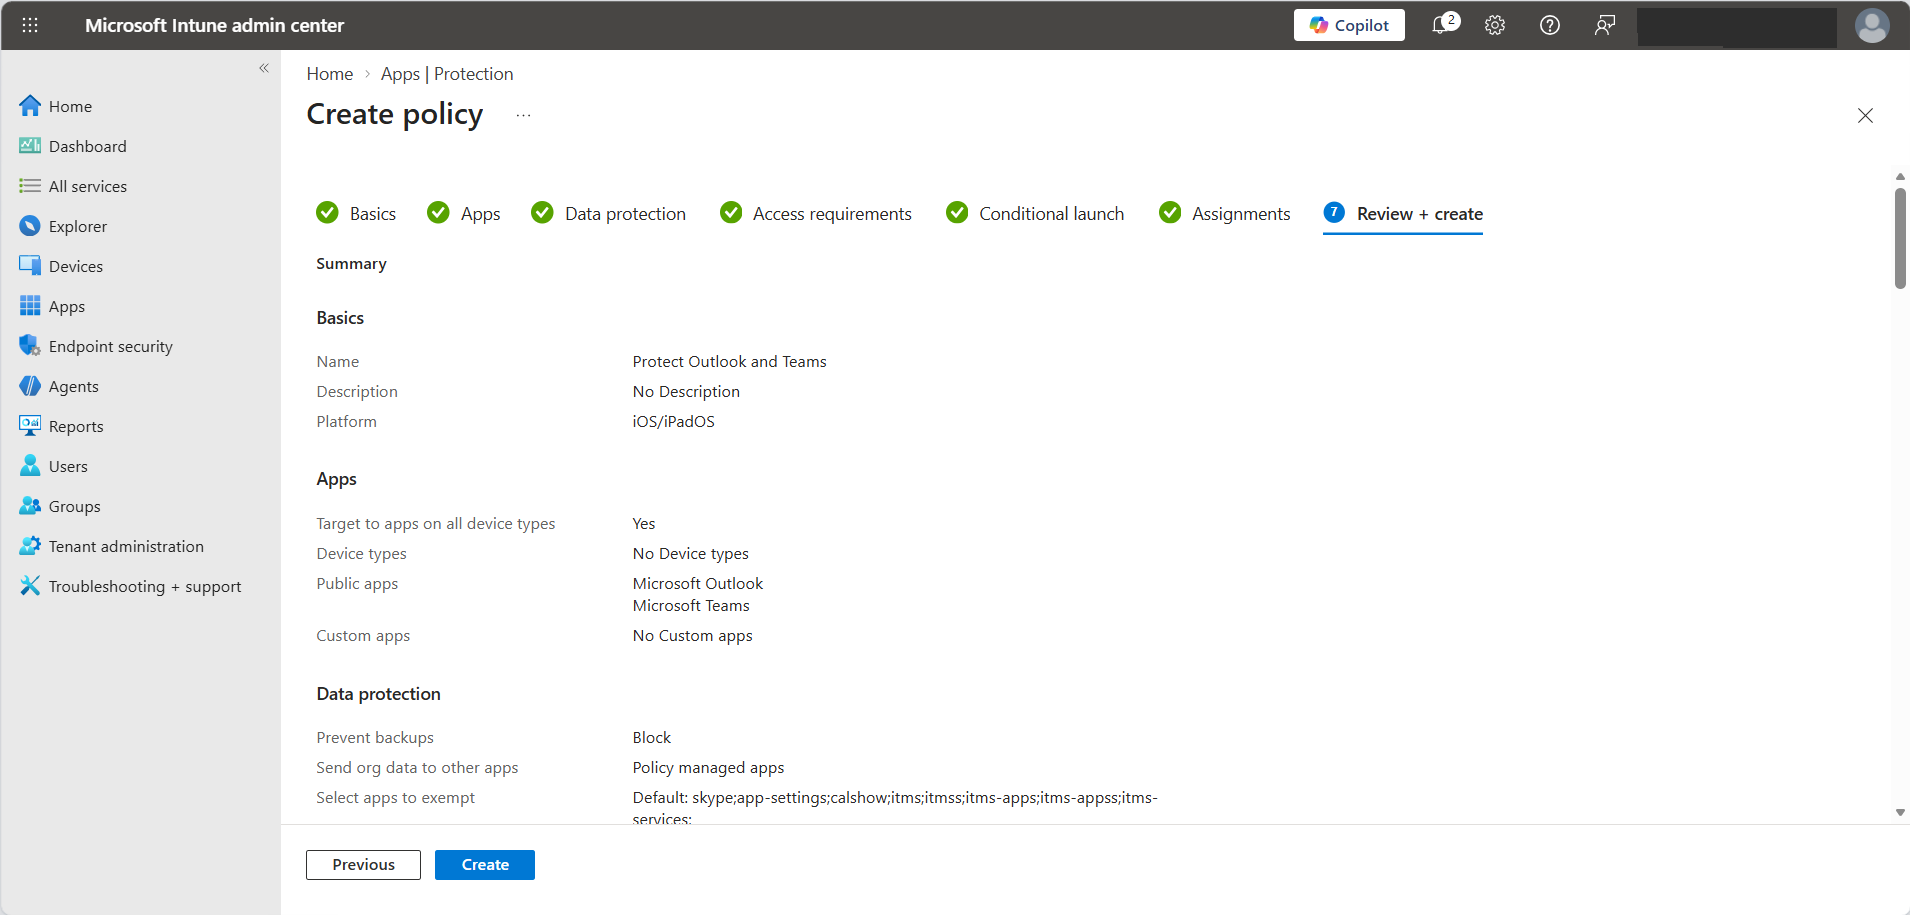 Microsoft Intune admin center
Copilot
2
Home > Apps | Protection
Create policy ...
Home
Dashboard
All services
Explorer
Devices
Apps
Endpoint security
Agents
Reports
Users
Groups
Tenant administration
Troubleshooting + support
Basics Apps Data protection Access requirements Conditional launch Assignments 7 Review + create
Summary
Basics
Name Protect Outlook and Teams
Description No Description
Platform iOS/iPadOS
Apps
Target to apps on all device types Yes
Device types No Device types
Public apps Microsoft Outlook
Microsoft Teams
Custom apps No Custom apps
Data protection
Prevent backups Block
Send org data to other apps Policy managed apps
Select apps to exempt Default: skype;app-settings;calshow;itms;itmss;itms-apps;itms-appss;itms-
services;
Previous Create